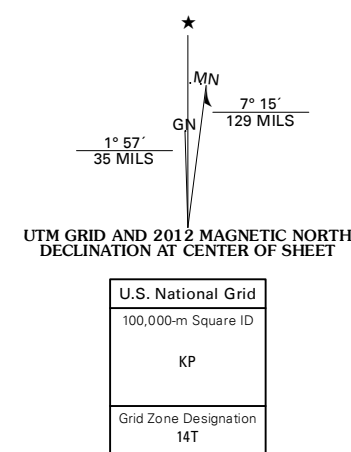 ★
MN
7° 15´
129 MILS
GN
1° 57´
35 MILS
UTM GRID AND 2012 MAGNETIC NORTH
DECLINATION AT CENTER OF SHEET
U.S. National Grid
100,000-m Square ID
KP
Grid Zone Designation
14T